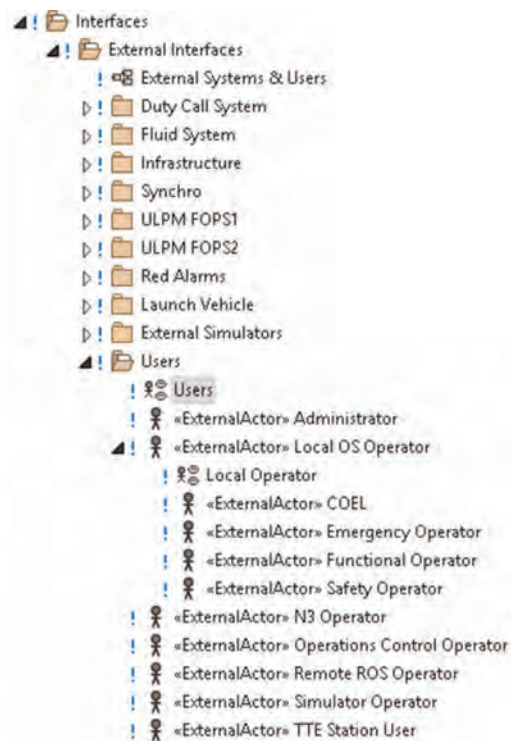 Interfaces
External Interfaces
External Systems & Users
Duty Call System
Fluid System
Infrastructure
Synchro
ULPM FOPS1
ULPM FOPS2
Red Alarms
Launch Vehicle
External Simulators
Users
Users
«ExternalActor» Administrator
«ExternalActor» Local OS Operator
Local Operator
«ExternalActor» COEL
«ExternalActor» Emergency Operator
«ExternalActor» Functional Operator
«ExternalActor» Safety Operator
«ExternalActor» N3 Operator
«ExternalActor» Operations Control Operator
«ExternalActor» Remote ROS Operator
«ExternalActor» Simulator Operator
«ExternalActor» TTE Station User